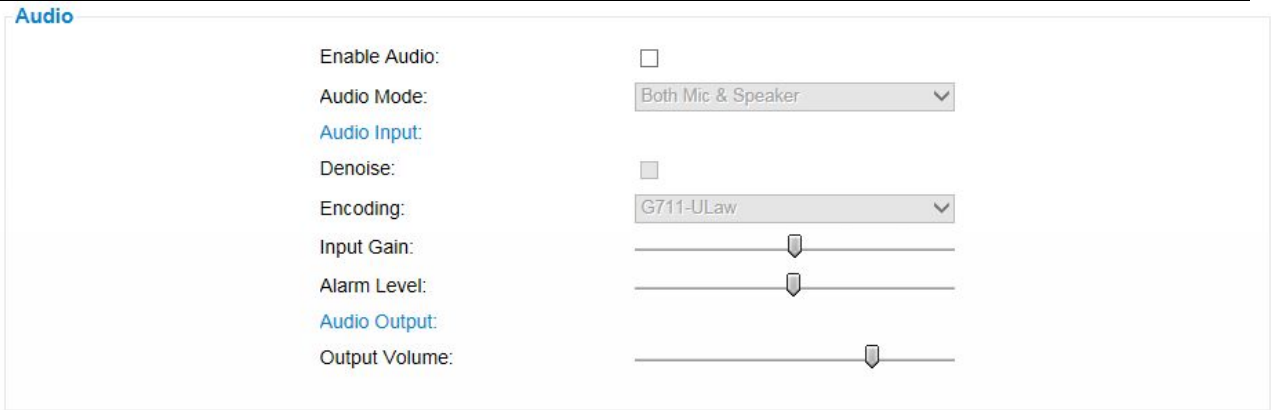 Audio
Enable Audio:
Audio Mode: Both Mic & Speaker
Audio Input:
Denoise:
Encoding: G711-ULaw
Input Gain:
Alarm Level:
Audio Output:
Output Volume: